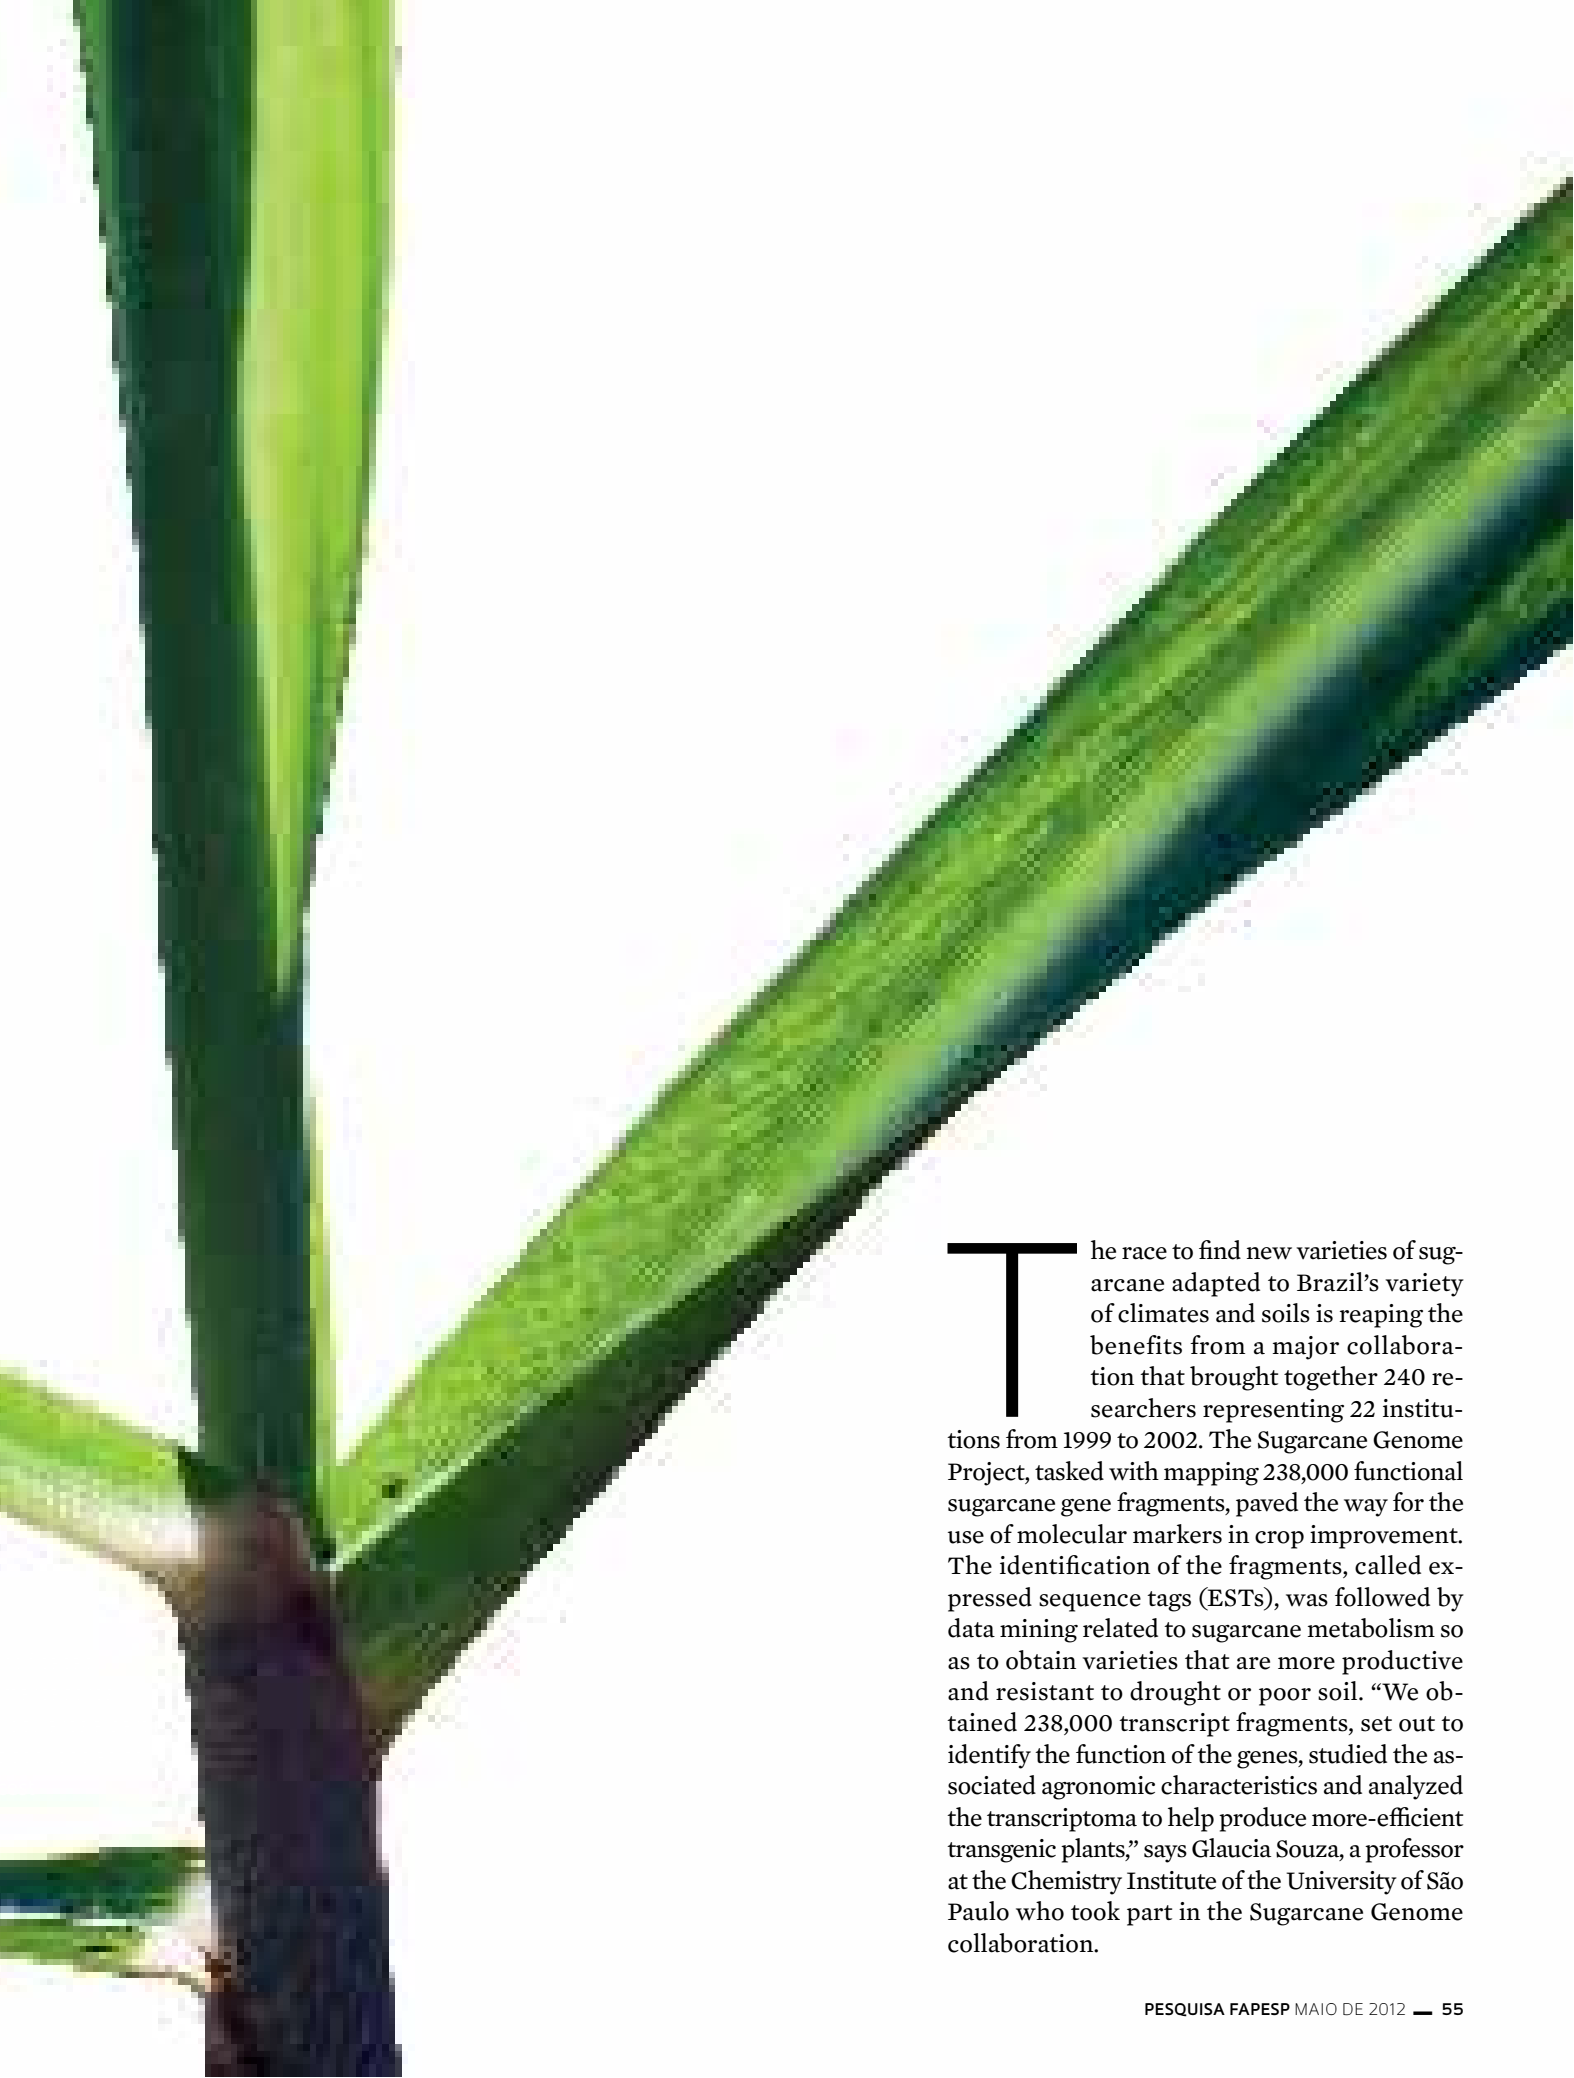 The race to find new varieties of sug-
arcane adapted to Brazil’s variety
of climates and soils is reaping the
benefits from a major collabora-
tion that brought together 240 re-
searchers representing 22 institu-
tions from 1999 to 2002. The Sugarcane Genome
Project, tasked with mapping 238,000 functional
sugarcane gene fragments, paved the way for the
use of molecular markers in crop improvement.
The identification of the fragments, called ex-
pressed sequence tags (ESTs), was followed by
data mining related to sugarcane metabolism so
as to obtain varieties that are more productive
and resistant to drought or poor soil. “We ob-
tained 238,000 transcript fragments, set out to
identify the function of the genes, studied the as-
sociated agronomic characteristics and analyzed
the transcriptoma to help produce more-efficient
transgenic plants,” says Glaucia Souza, a professor
at the Chemistry Institute of the University of São
Paulo who took part in the Sugarcane Genome
collaboration.
PESQUISA FAPESP MAIO DE 2012 — 55